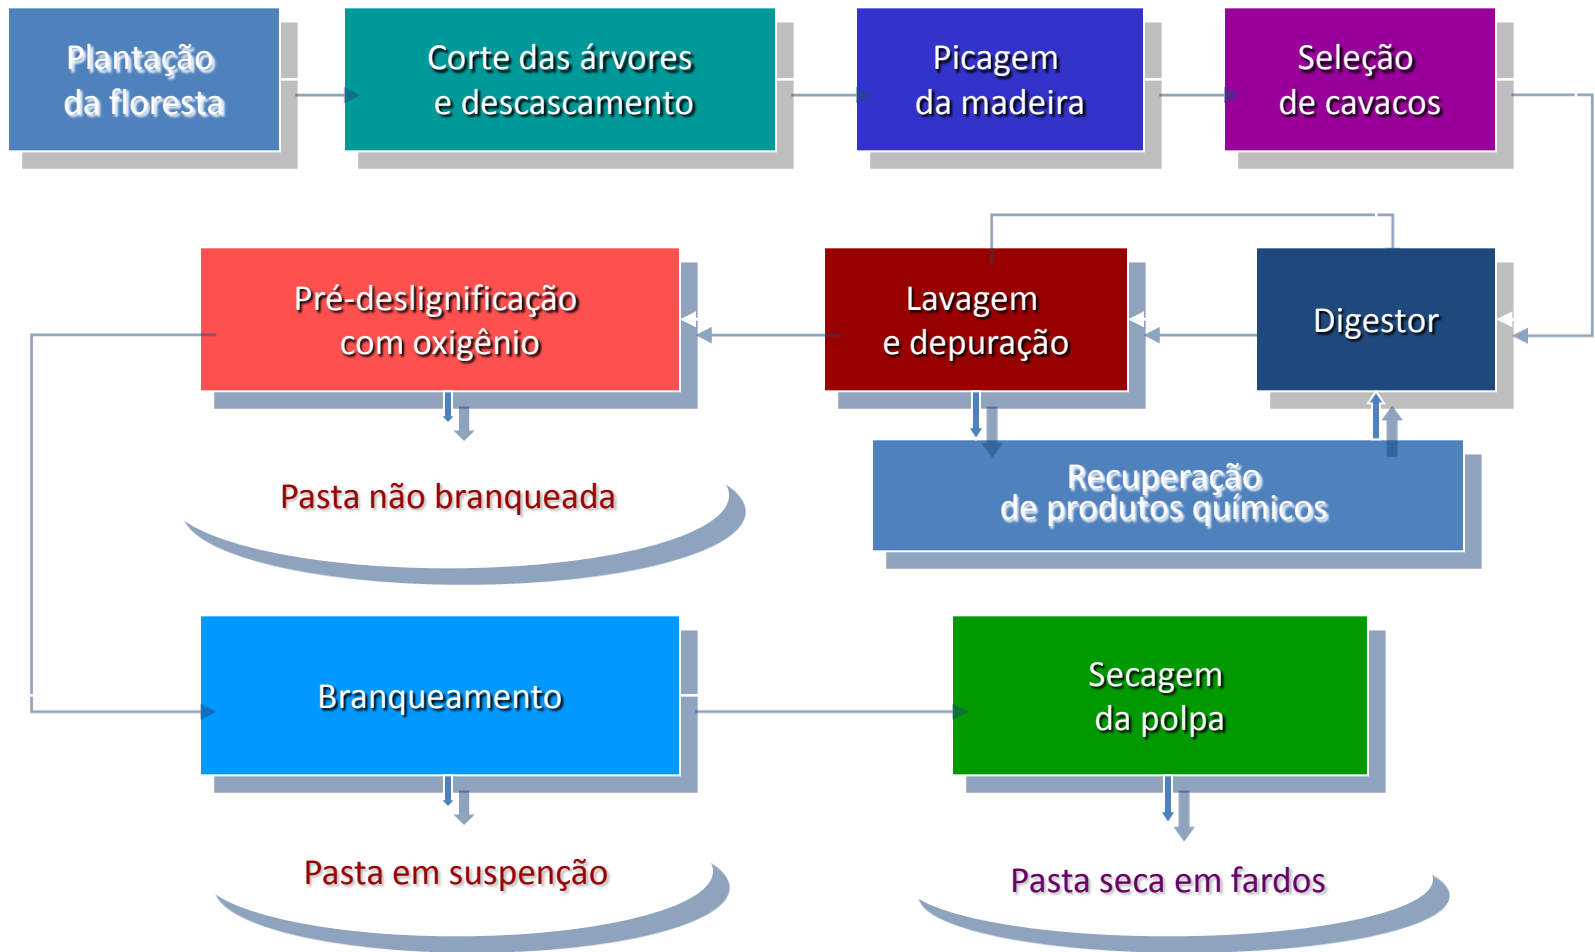 Plantação
da floresta
Corte das árvores
e descascamento
Picagem
da madeira
Seleção
de cavacos
Pré-deslignificação
com oxigênio
Lavagem
e depuração
Digestor
Pasta não branqueada
Recuperação
de produtos químicos
Branqueamento
Secagem
da polpa
Pasta em suspenção
Pasta seca em fardos